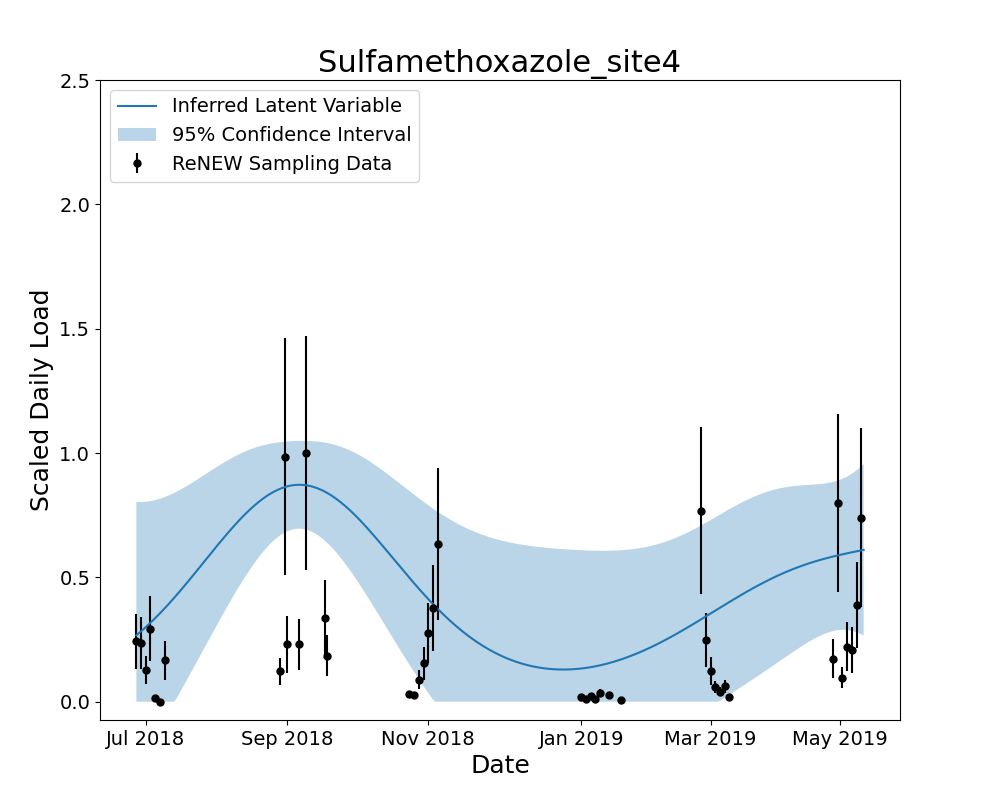 Sulfamethoxazole_site4
Inferred Latent Variable
95% Confidence Interval
ReNEW Sampling Data
Scaled Daily Load
2.5
2.0
1.5
1.0
0.5
0.0
Jul 2018 Sep 2018 Nov 2018 Jan 2019 Mar 2019 May 2019
Date